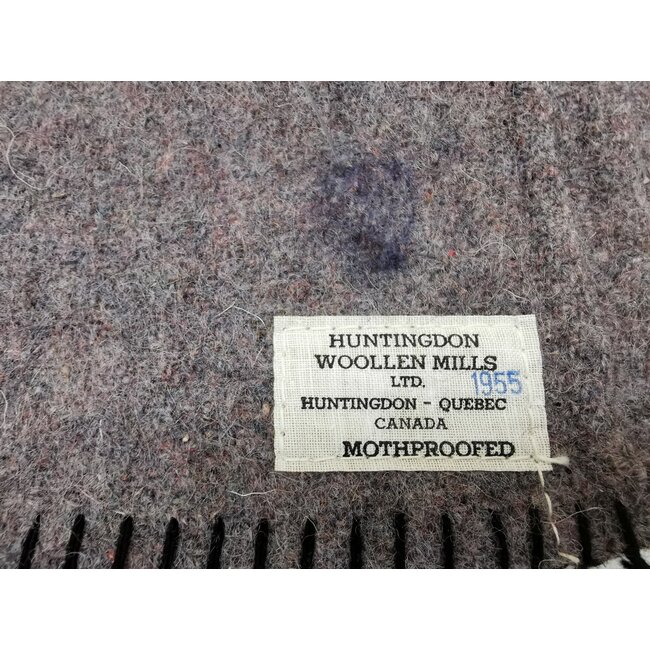 HUNTINGDON
WOOLLEN MILLS
LTD.
1955
HUNTINGDON - QUEBEC
CANADA
MOTHPROOFED